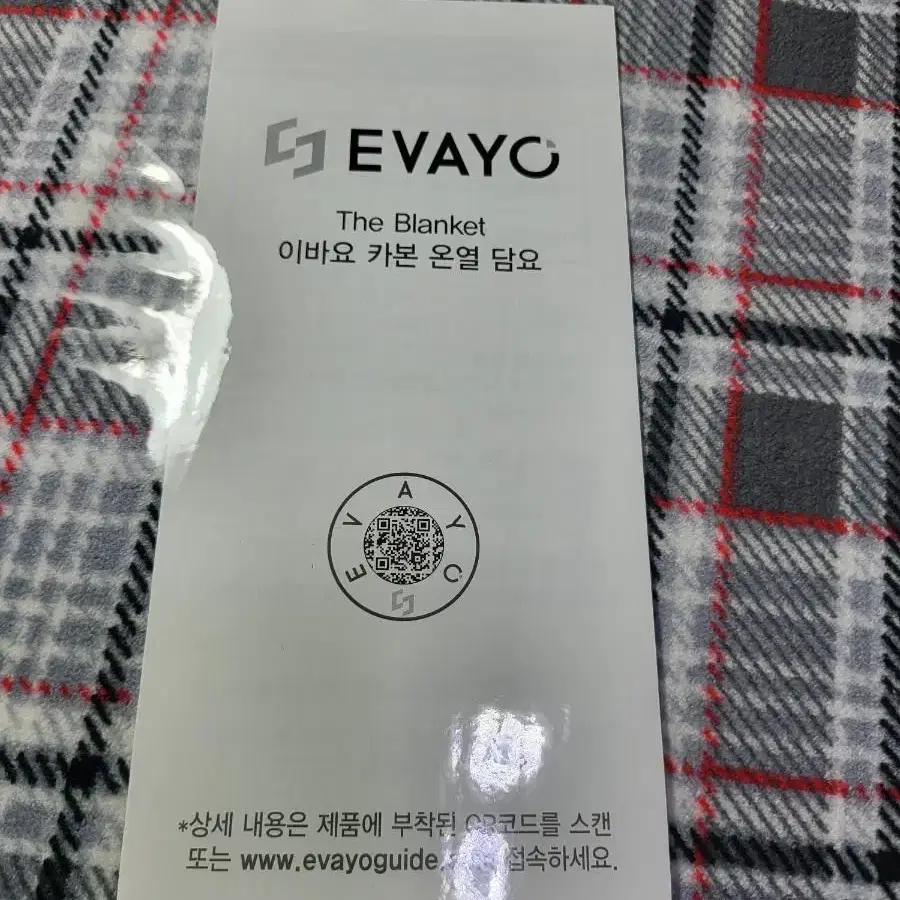 EVAYO
The Blanket
이바요 카본 온열 담요
EVAYO
*상세 내용은 제품에 부착된 QR코드를 스캔
또는 www.evayoguide. 접속하세요.